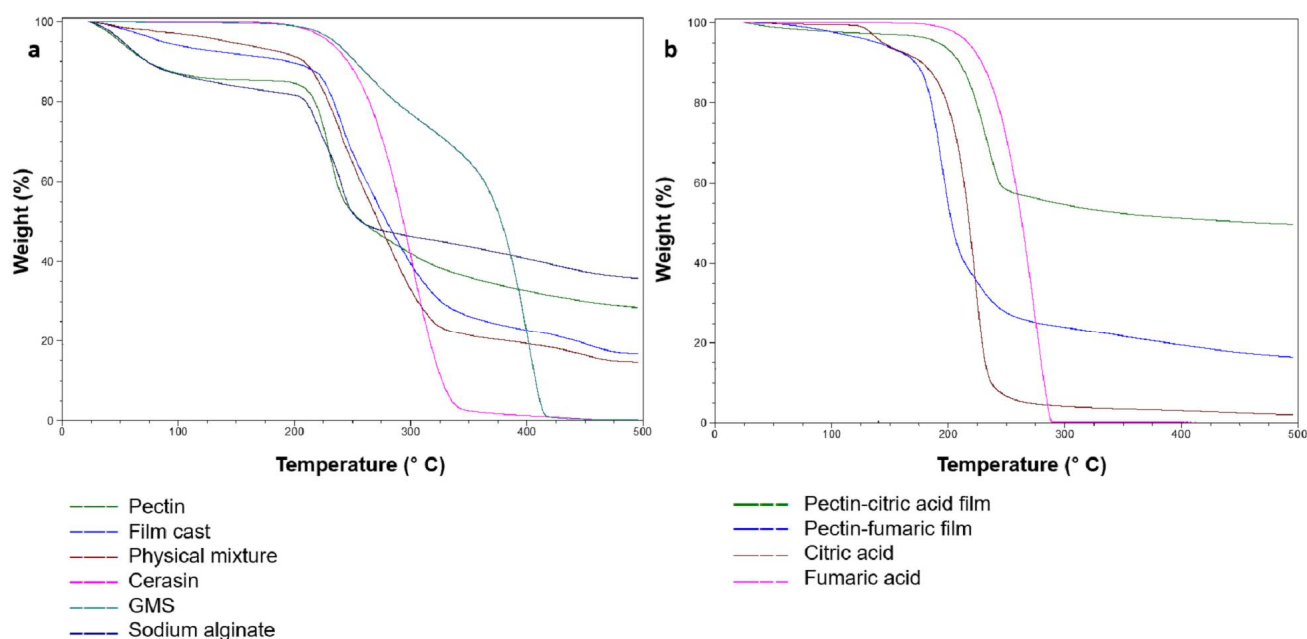 a
100
80
60
40
20
0
Weight (%)
0 100 200 300 400 500
Temperature (° C)
Pectin
Film cast
Physical mixture
Cerasin
GMS
Sodium alginate
b
100
80
60
40
20
0
Weight (%)
0 100 200 300 400 500
Temperature (° C)
Pectin-citric acid film
Pectin-fumaric film
Citric acid
Fumaric acid